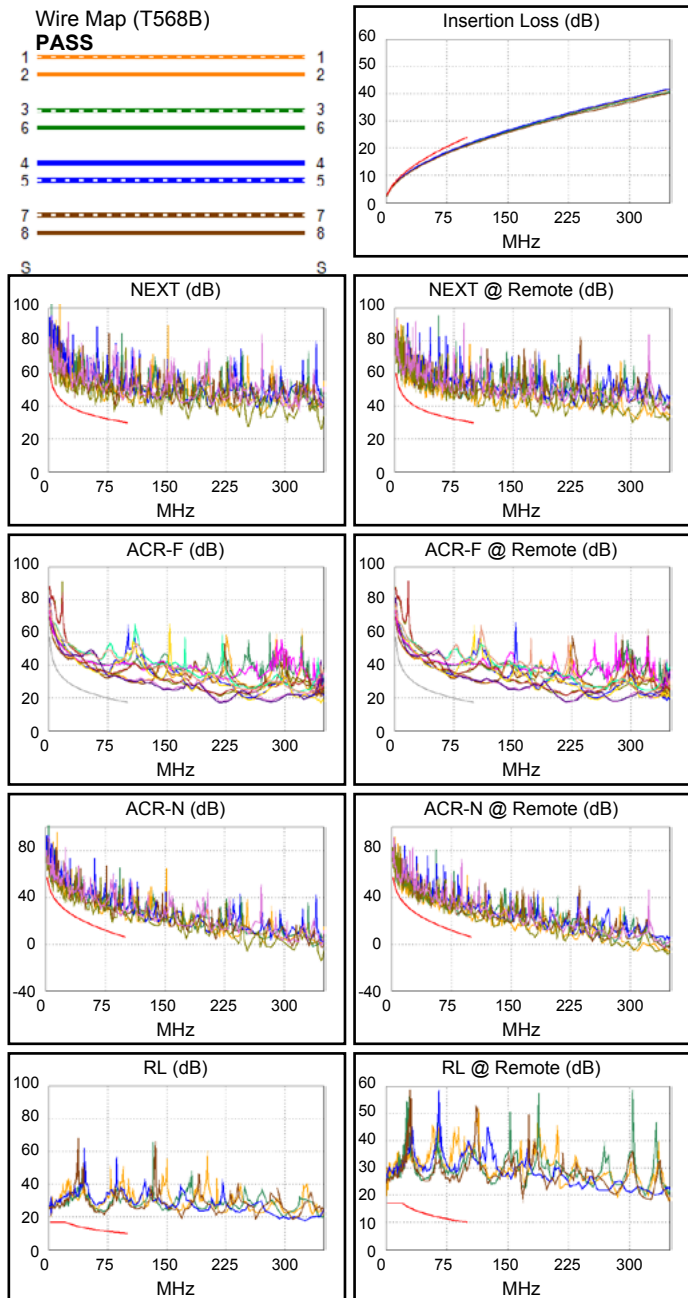 Wire Map (T568B)
PASS
1 1
2 2
3 3
6 6
4 4
5 5
7 7
8 8
S S
Insertion Loss (dB)
60
50
40
30
20
10
0
0 75 150 225 300
MHz
NEXT (dB)
100
80
60
40
20
0
0 75 150 225 300
MHz
NEXT @ Remote (dB)
100
80
60
40
20
0
0 75 150 225 300
MHz
ACR-F (dB)
100
80
60
40
20
0
0 75 150 225 300
MHz
ACR-F @ Remote (dB)
100
80
60
40
20
0
0 75 150 225 300
MHz
ACR-N (dB)
80
40
0
-40
0 75 150 225 300
MHz
ACR-N @ Remote (dB)
80
40
0
-40
0 75 150 225 300
MHz
RL (dB)
100
80
60
40
20
0
0 75 150 225 300
MHz
RL @ Remote (dB)
60
50
40
30
20
10
0
0 75 150 225 300
MHz